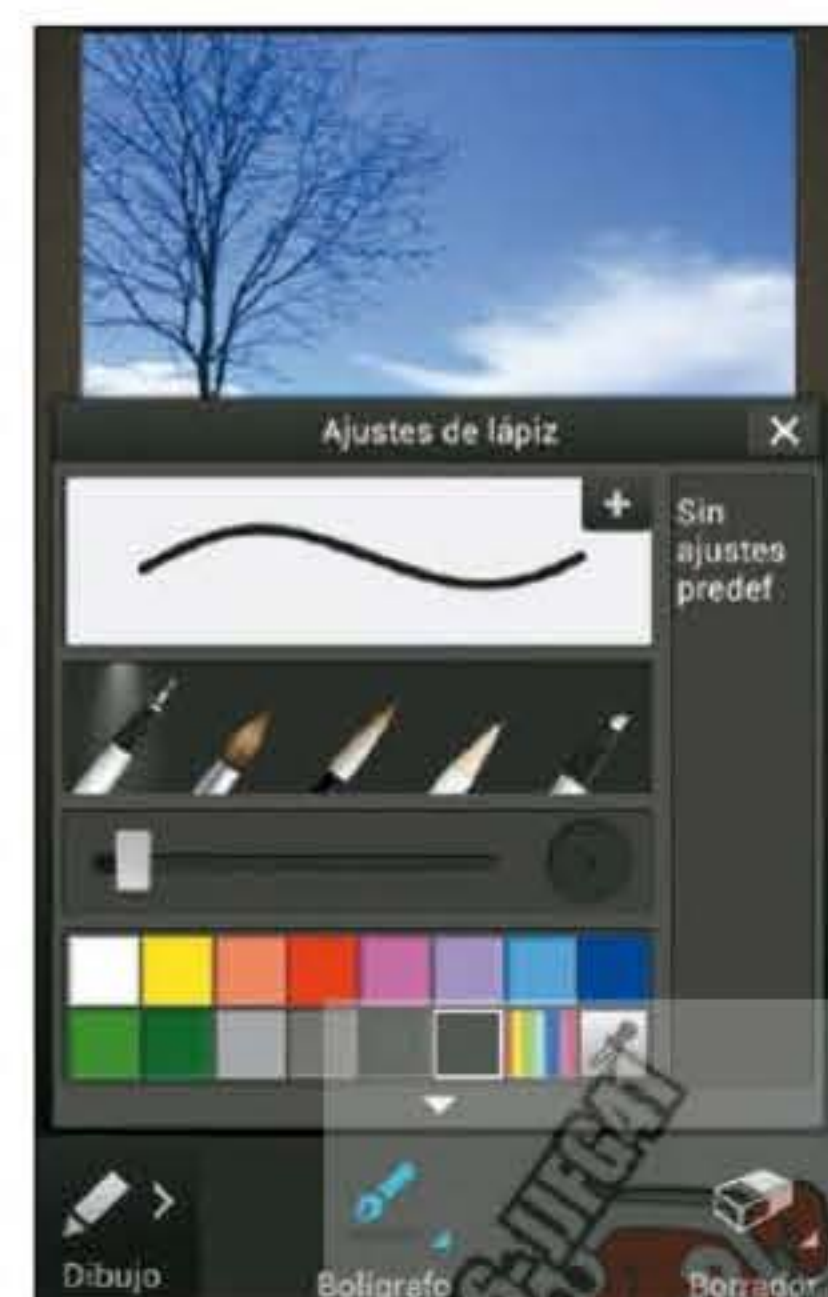 Ajustes de lápiz
Sin
ajustes
predef
Dibujo
Bolígrafo
Borrador